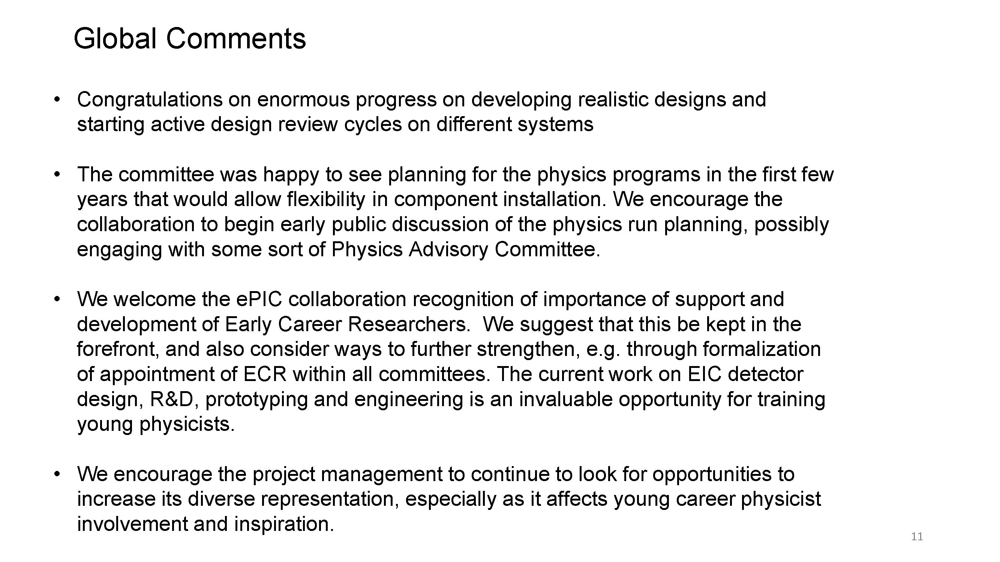 Global Comments
• Congratulations on enormous progress on developing realistic designs and
starting active design review cycles on different systems
• The committee was happy to see planning for the physics programs in the first few
years that would allow flexibility in component installation. We encourage the
collaboration to begin early public discussion of the physics run planning, possibly
engaging with some sort of Physics Advisory Committee.
• We welcome the ePIC collaboration recognition of importance of support and
development of Early Career Researchers. We suggest that this be kept in the
forefront, and also consider ways to further strengthen, e.g. through formalization
of appointment of ECR within all committees. The current work on EIC detector
design, R&D, prototyping and engineering is an invaluable opportunity for training
young physicists.
• We encourage the project management to continue to look for opportunities to
increase its diverse representation, especially as it affects young career physicist
involvement and inspiration.
11